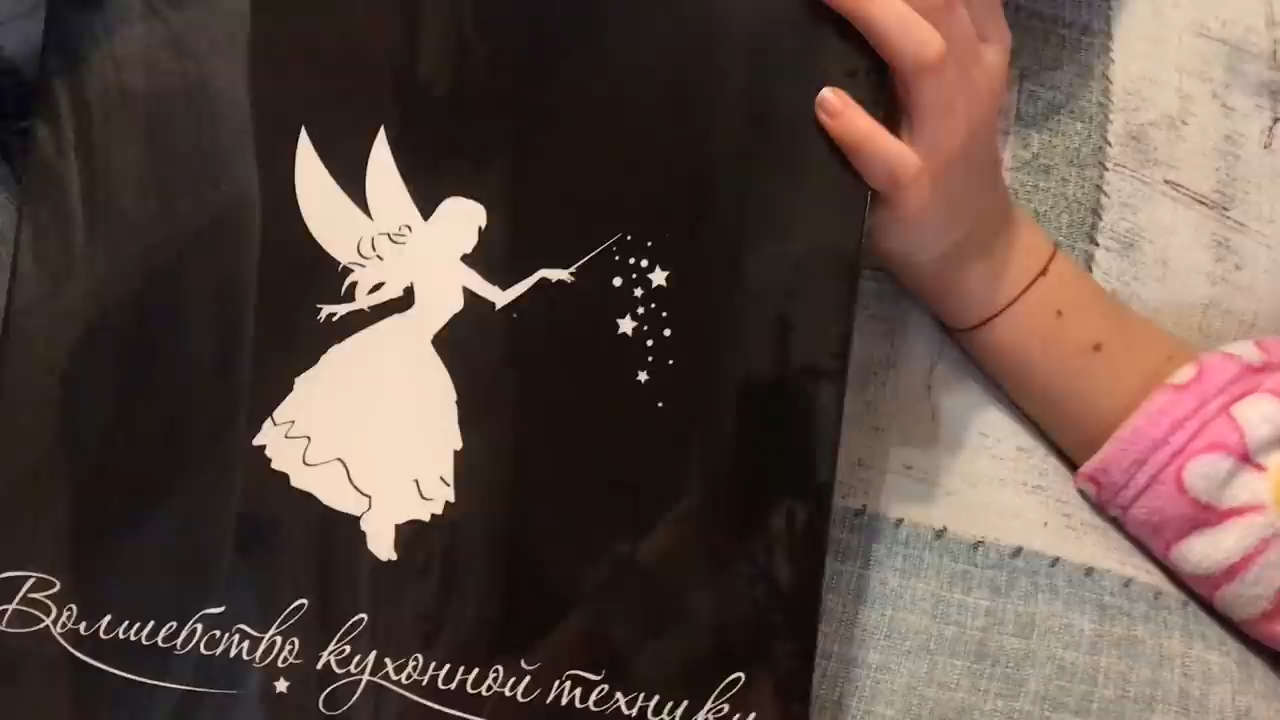 Волшебство кухонной техники